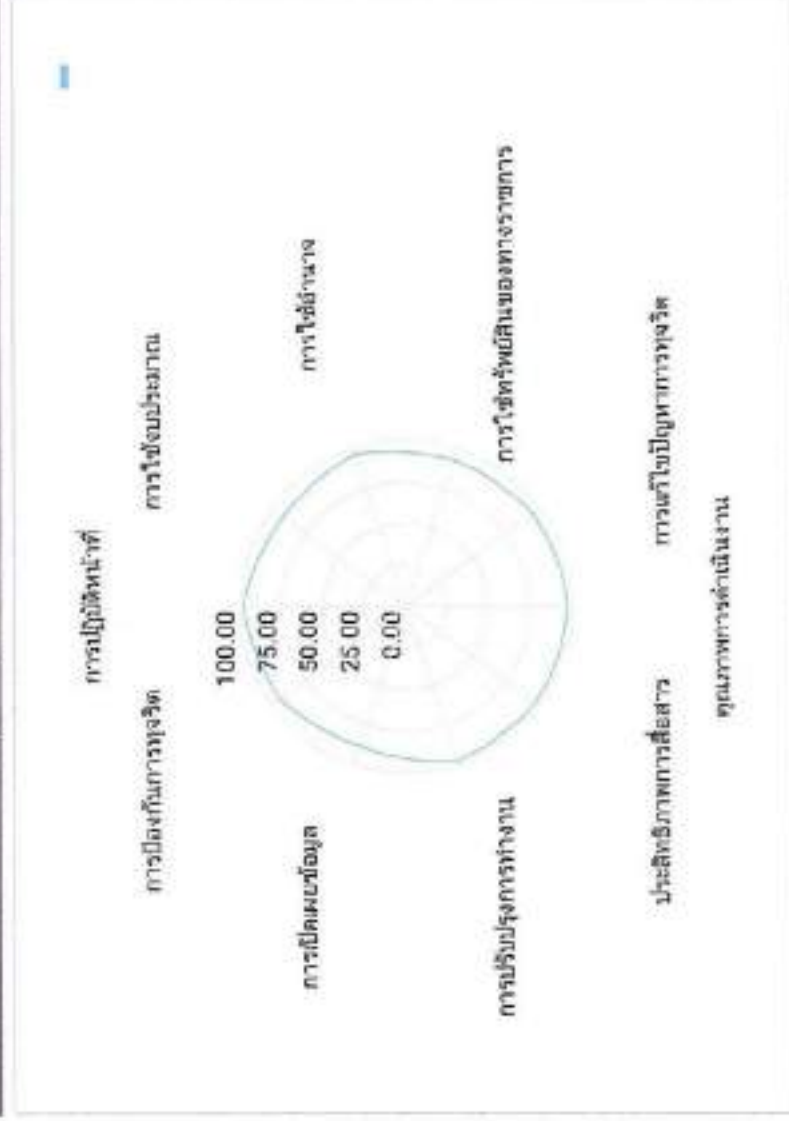 การปฏิบัติหน้าที่
การป้องกันการทุจริต
การใช้งบประมาณ
100.00
75.00
50.00
25.00
0.00
การเปิดเผยข้อมูล
การใช้อำนาจ
การปรับปรุงการทำงาน
การใช้ทรัพย์สินของทางราชการ
ประสิทธิภาพการสื่อสาร
การแก้ไขปัญหาการทุจริต
คุณภาพการดำเนินงาน